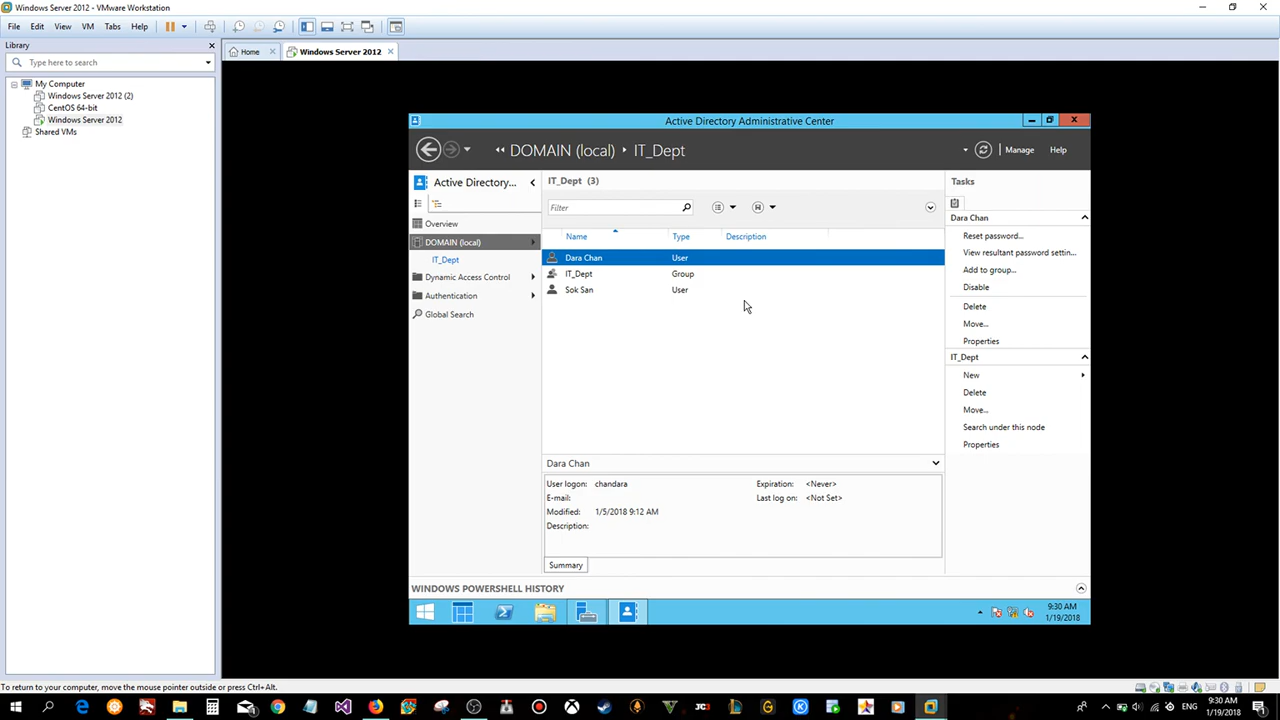 Windows Server 2012 - VMware Workstation
File Edit View VM Tabs Help
Library
Type here to search
My Computer
Windows Server 2012 (2)
CentOS 64-bit
Windows Server 2012
Shared VMs
Home
Windows Server 2012
Active Directory Administrative Center
DOMAIN (local) IT_Dept
Manage Help
Active Directory...
Overview
DOMAIN (local)
IT_Dept
Dynamic Access Control
Authentication
Global Search
IT_Dept (3)
Filter
Name Type Description
Dara Chan User
IT_Dept Group
Sok San User
Dara Chan
User logon: chandara
E-mail:
Modified: 1/5/2018 9:12 AM
Description:
Expiration: <Never>
Last log on: <Not Set>
Summary
Tasks
Dara Chan
Reset password...
View resultant password settin...
Add to group...
Disable
Delete
Move...
Properties
IT_Dept
New
Delete
Move...
Search under this node
Properties
WINDOWS POWERSHELL HISTORY
9:30 AM
1/19/2018
To return to your computer, move the mouse pointer outside or press Ctrl+Alt.
9:30 AM
1/19/2018